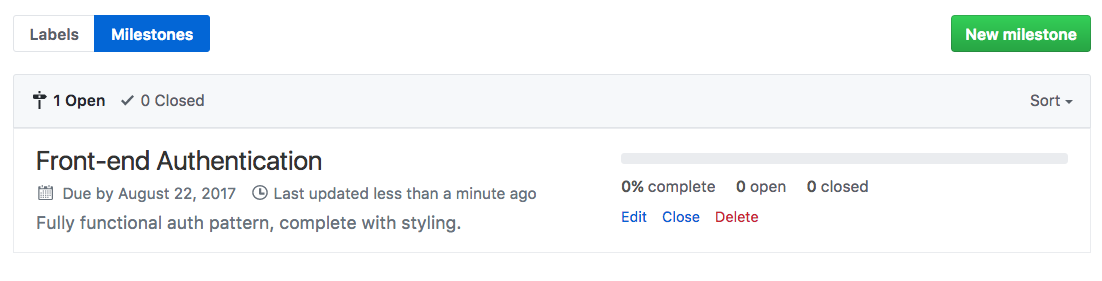 Labels Milestones New milestone
1 Open 0 Closed Sort
Front-end Authentication
Due by August 22, 2017 Last updated less than a minute ago
Fully functional auth pattern, complete with styling.
0% complete 0 open 0 closed
Edit Close Delete